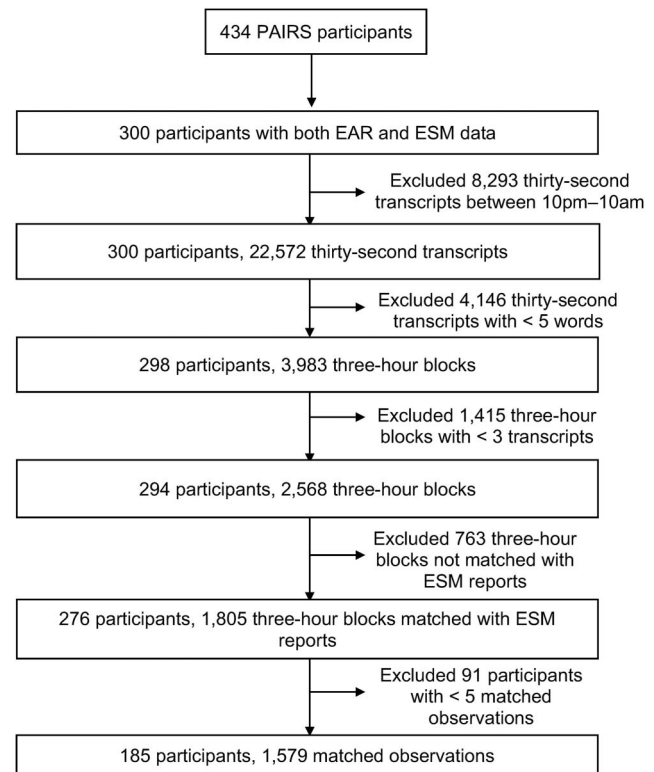 434 PAIRS participants
300 participants with both EAR and ESM data
Excluded 8,293 thirty-second
transcripts between 10pm–10am
300 participants, 22,572 thirty-second transcripts
Excluded 4,146 thirty-second
transcripts with < 5 words
298 participants, 3,983 three-hour blocks
Excluded 1,415 three-hour
blocks with < 3 transcripts
294 participants, 2,568 three-hour blocks
Excluded 763 three-hour
blocks not matched with
ESM reports
276 participants, 1,805 three-hour blocks matched with ESM
reports
Excluded 91 participants
with < 5 matched
observations
185 participants, 1,579 matched observations